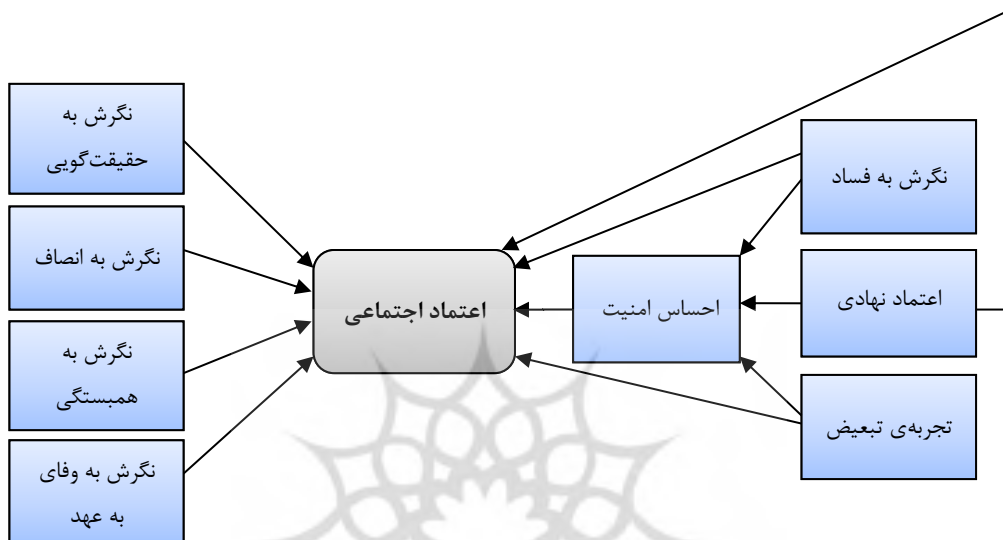 نگرش به فساد
اعتماد نهادی
تجربه‌ی تبعیض
احساس امنیت
اعتماد اجتماعی
نگرش به
حقیقت‌گویی
نگرش به انصاف
نگرش به
همبستگی
نگرش به وفای
به عهد